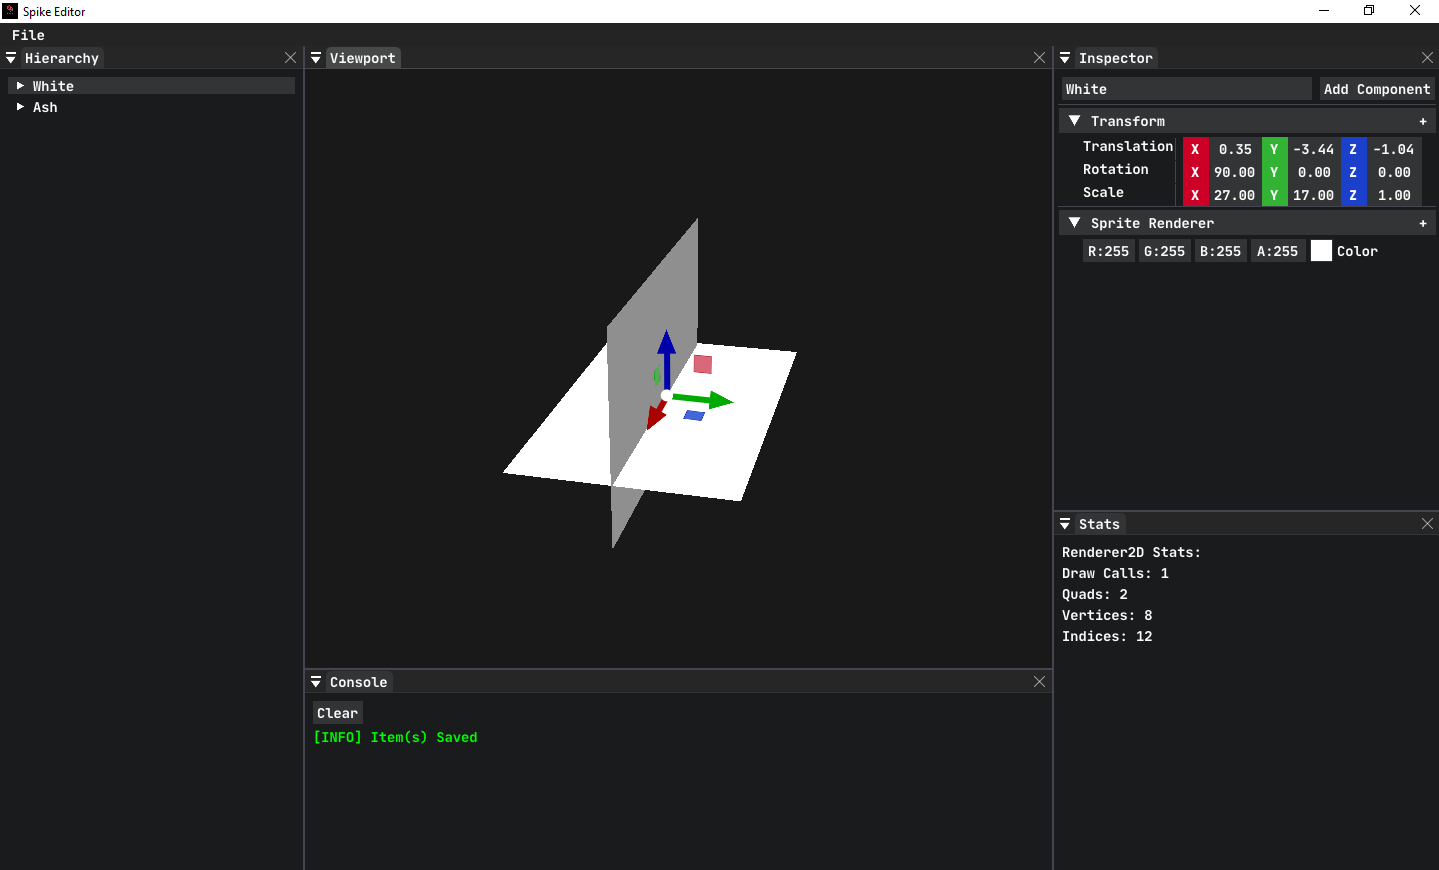 Spike Editor
File
Hierarchy
White
Ash
Viewport
Console
Clear
[INFO] Item(s) Saved
Inspector
White Add Component
Transform +
Translation X 0.35 Y -3.44 Z -1.04
Rotation X 90.00 Y 0.00 Z 0.00
Scale X 27.00 Y 17.00 Z 1.00
Sprite Renderer +
R:255 G:255 B:255 A:255 Color
Stats
Renderer2D Stats:
Draw Calls: 1
Quads: 2
Vertices: 8
Indices: 12